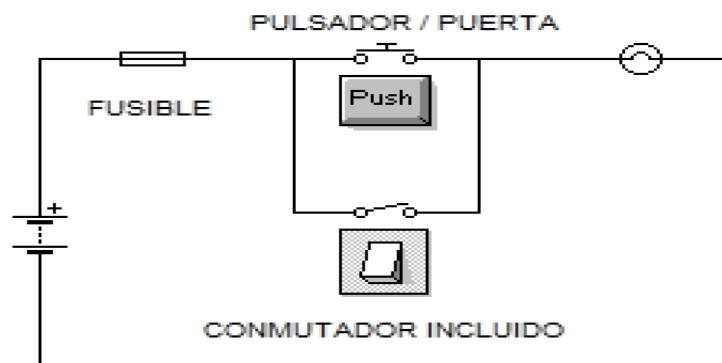 PULSADOR / PUERTA
FUSIBLE
Push
+
CONMUTADOR INCLUIDO